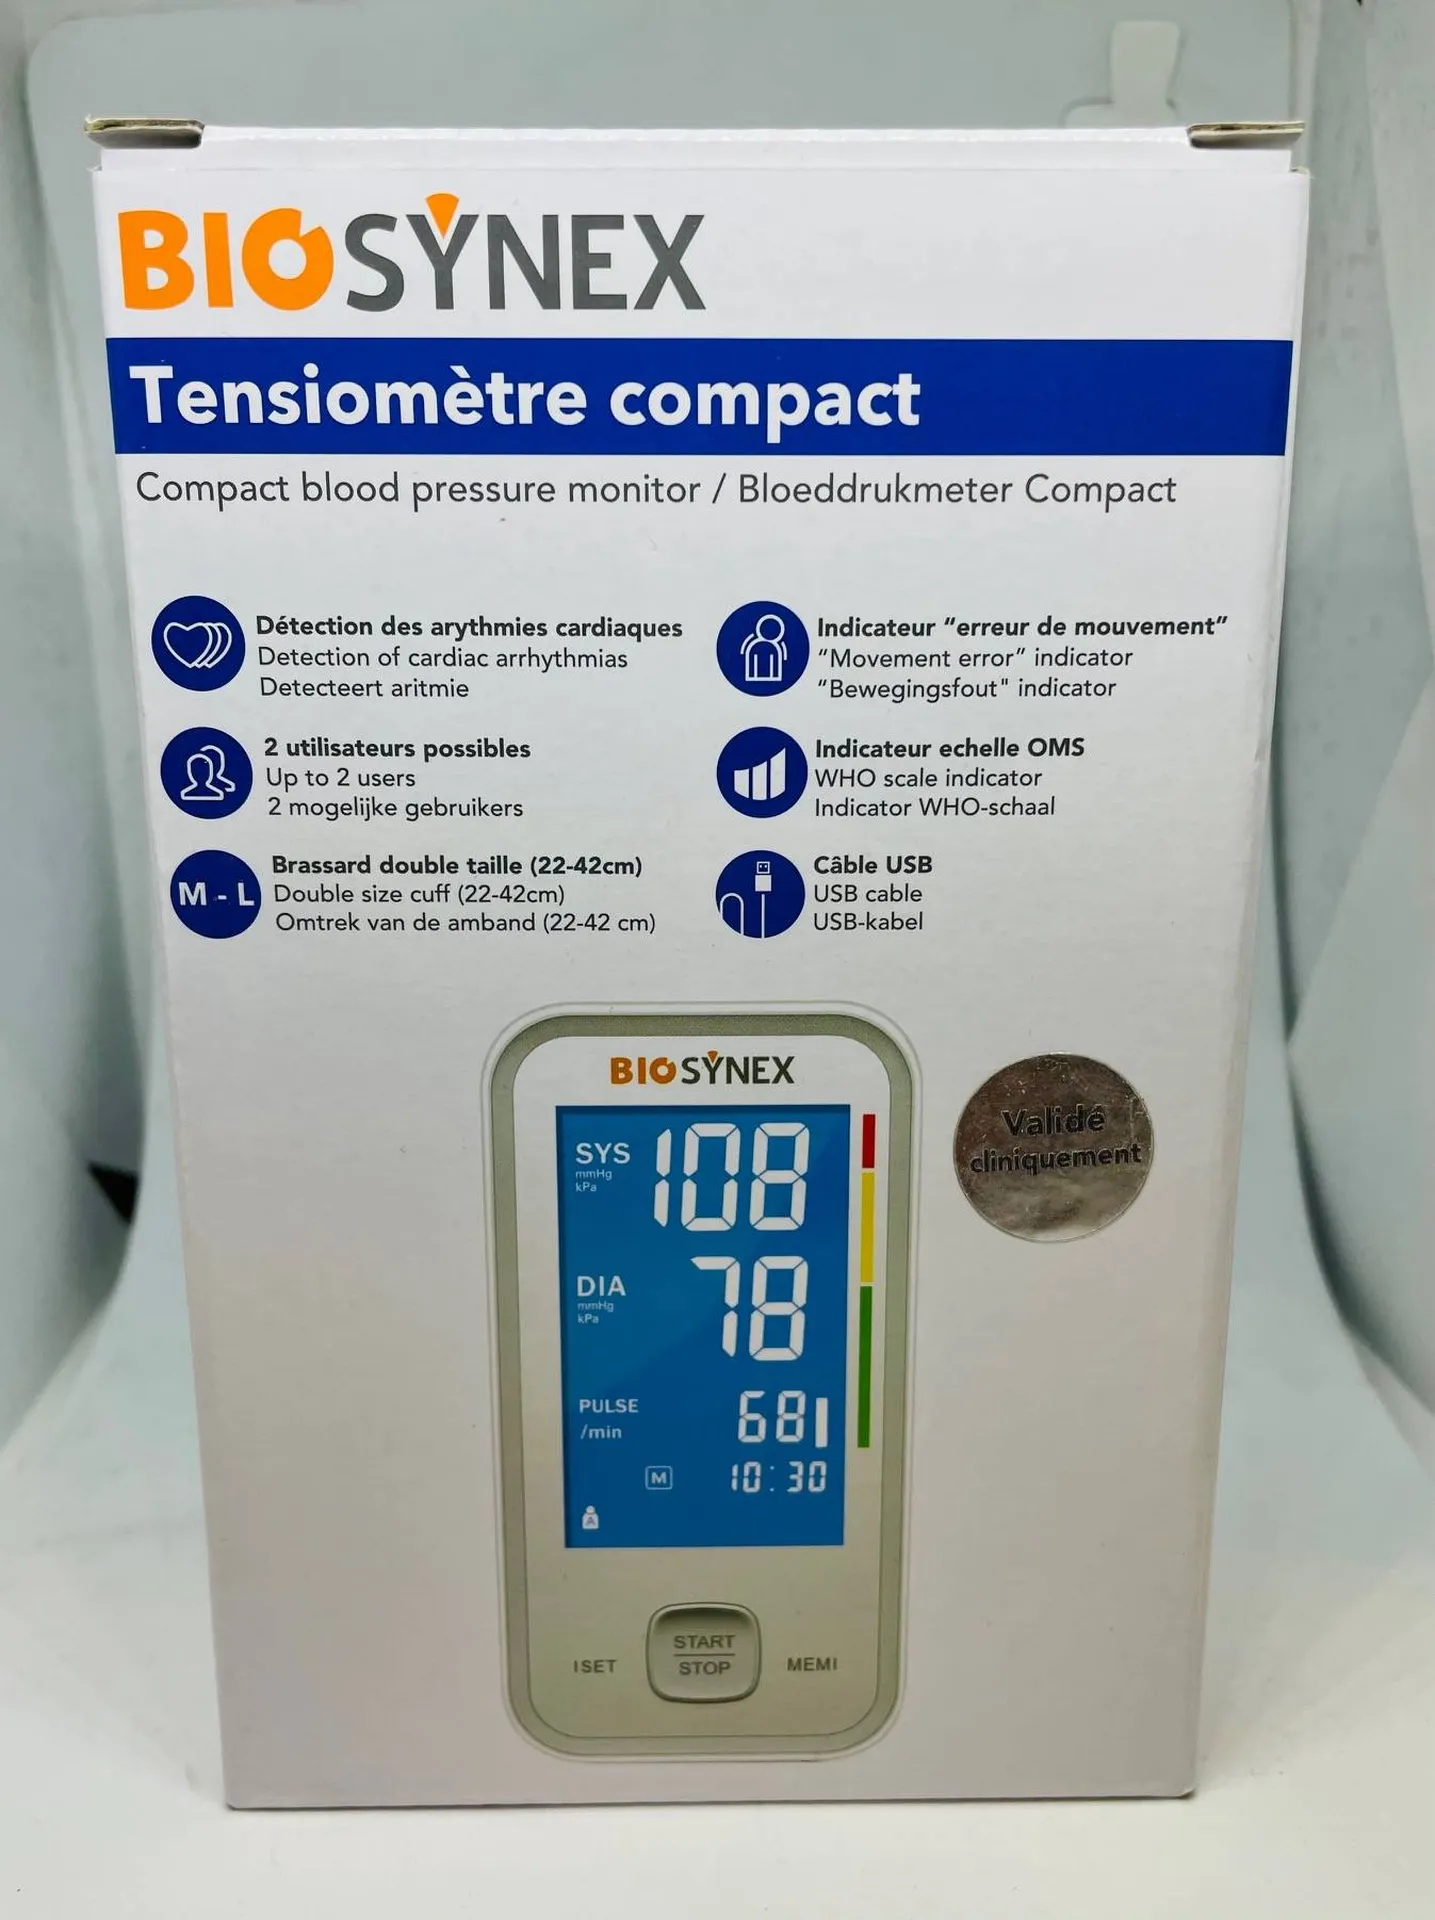 BIOSYNEX
Tensiomètre compact
Compact blood pressure monitor / Bloeddrukmeter Compact
Détection des arythmies cardiaques
Detection of cardiac arrhythmias
Detecteert aritmie
Indicateur “erreur de mouvement”
“Movement error” indicator
“Bewegingsfout" indicator
2 utilisateurs possibles
Up to 2 users
2 mogelijke gebruikers
Indicateur echelle OMS
WHO scale indicator
Indicator WHO-schaal
M - L
Brassard double taille (22-42cm)
Double size cuff (22-42cm)
Omtrek van de amband (22-42 cm)
Câble USB
USB cable
USB-kabel
BIOSYNEX
SYS 108
mmHg
kPa
DIA 78
mmHg
kPa
PULSE 68
/min
M 10:30
A
Validé
cliniquement
ISET
START
STOP
MEMI